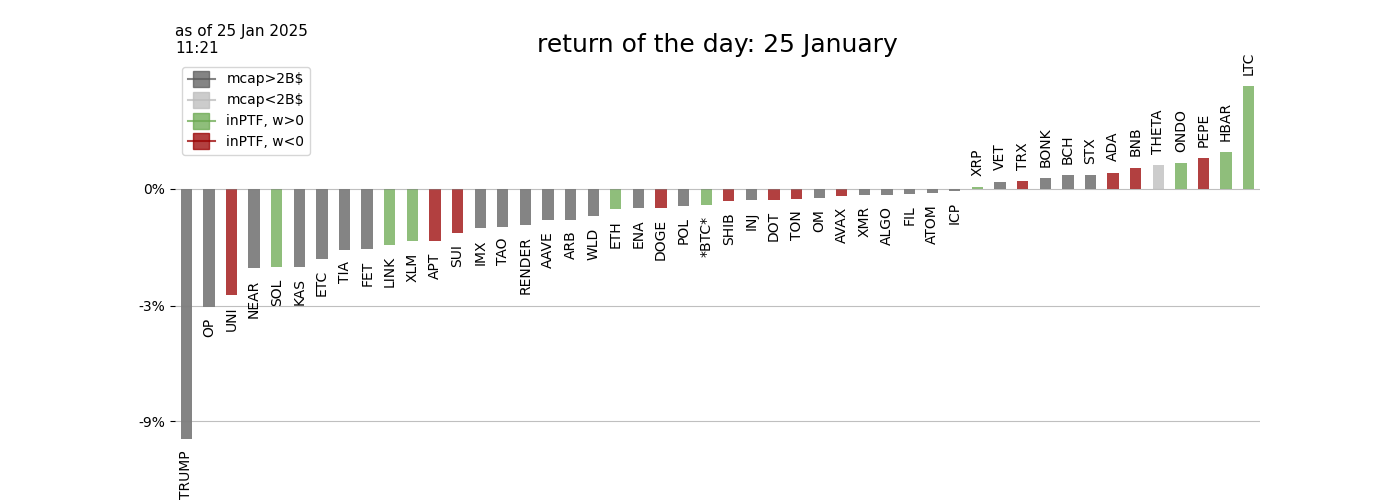 as of 25 Jan 2025
11:21
return of the day: 25 January
mcap>2B$
mcap<2B$
inPTF, w>0
inPTF, w<0
0%
-3%
-9%
TRUMP
OP
UNI
NEAR
SOL
KAS
ETC
TIA
FET
LINK
XLM
APT
SUI
IMX
TAO
RENDER
AAVE
ARB
WLD
ETH
ENA
DOGE
POL
*BTC*
SHIB
INJ
DOT
TON
OM
AVAX
XMR
ALGO
FIL
ATOM
ICP
XRP
VET
TRX
BONK
BCH
STX
ADA
BNB
THETA
ONDO
PEPE
HBAR
LTC